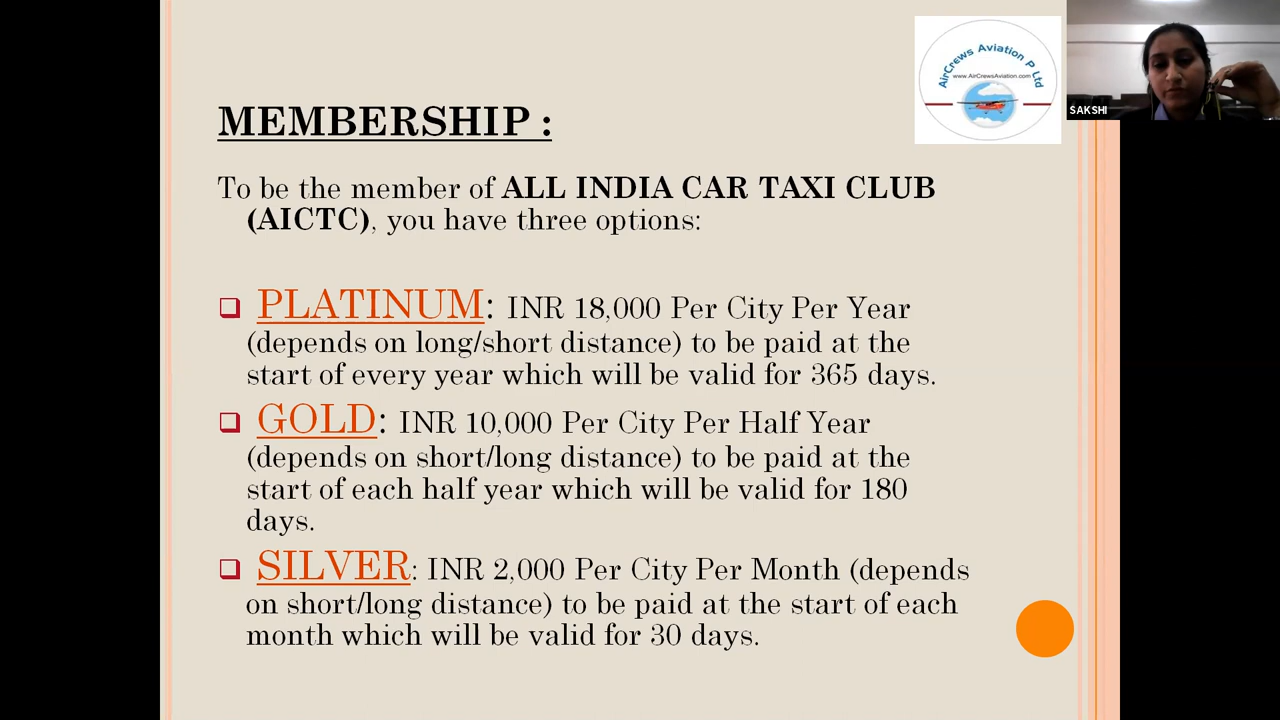 AirCrews Aviation P Ltd
www.AirCrewsAviation.com
SAKSHI
MEMBERSHIP :
To be the member of ALL INDIA CAR TAXI CLUB
(AICTC), you have three options:
PLATINUM: INR 18,000 Per City Per Year
(depends on long/short distance) to be paid at the
start of every year which will be valid for 365 days.
GOLD: INR 10,000 Per City Per Half Year
(depends on short/long distance) to be paid at the
start of each half year which will be valid for 180
days.
SILVER: INR 2,000 Per City Per Month (depends
on short/long distance) to be paid at the start of each
month which will be valid for 30 days.